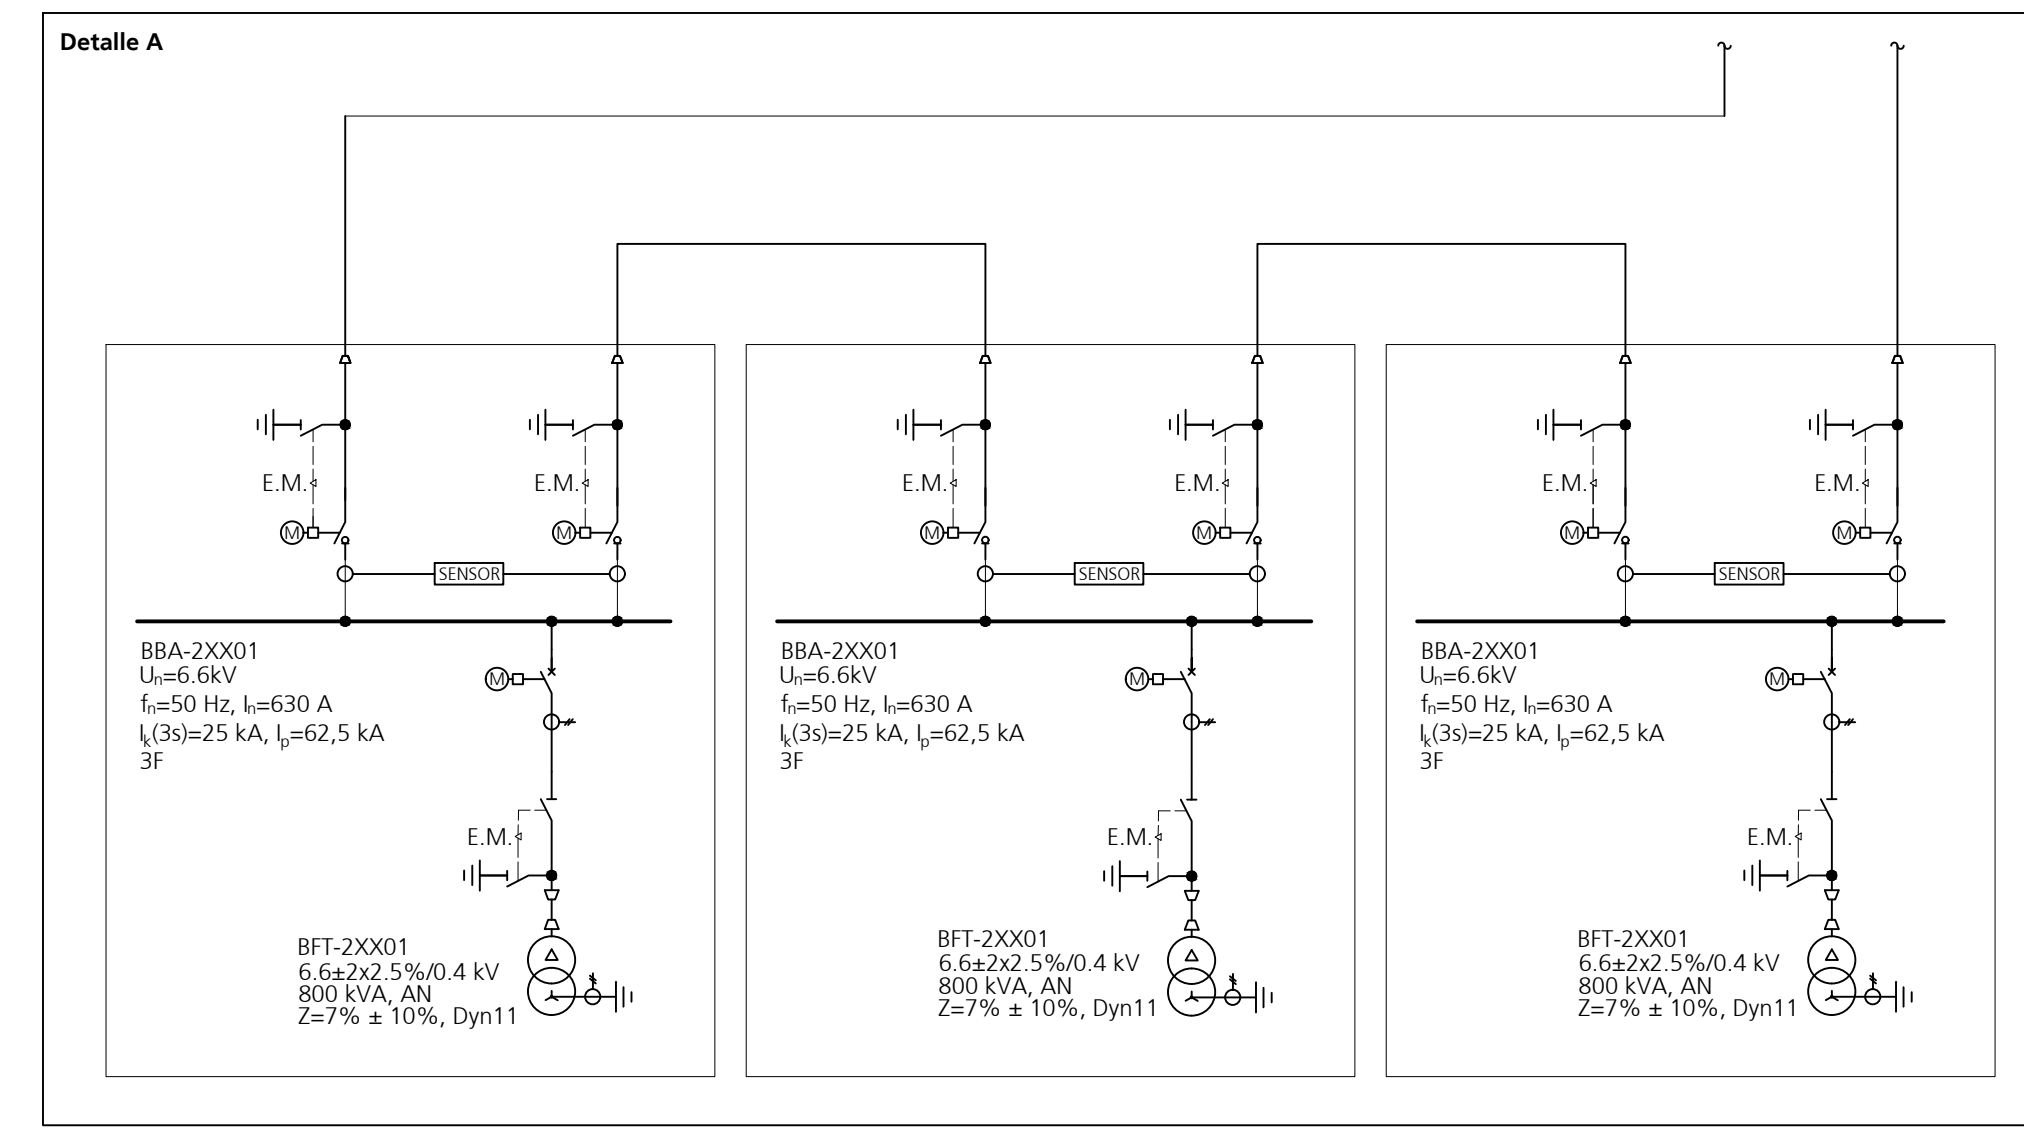 Detalle A
E.M. E.M. E.M. E.M. E.M. E.M.
M M M M M M
SENSOR SENSOR SENSOR
BBA-2XX01
Un=6.6kV
fn=50 Hz, In=630 A
Ik(3s)=25 kA, Ip=62,5 kA
3F
M
E.M.
BFT-2XX01
6.6±2x2.5%/0.4 kV
800 kVA, AN
Z=7% ± 10%, Dyn11
BBA-2XX01
Un=6.6kV
fn=50 Hz, In=630 A
Ik(3s)=25 kA, Ip=62,5 kA
3F
M
E.M.
BFT-2XX01
6.6±2x2.5%/0.4 kV
800 kVA, AN
Z=7% ± 10%, Dyn11
BBA-2XX01
Un=6.6kV
fn=50 Hz, In=630 A
Ik(3s)=25 kA, Ip=62,5 kA
3F
M
E.M.
BFT-2XX01
6.6±2x2.5%/0.4 kV
800 kVA, AN
Z=7% ± 10%, Dyn11